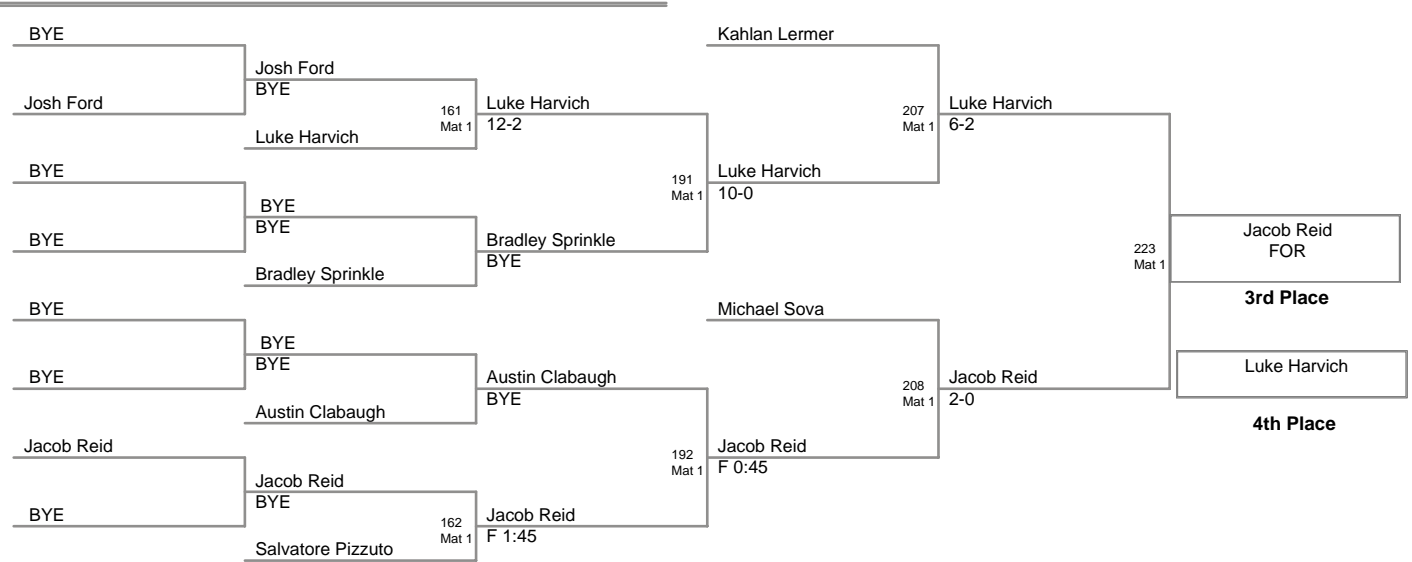 BYE
Josh Ford
BYE
BYE
BYE
BYE
Jacob Reid
BYE
Josh Ford
BYE
Luke Harvich
BYE
BYE
Bradley Sprinkle
BYE
BYE
Austin Clabaugh
Jacob Reid
BYE
Salvatore Pizzuto
161
Mat 1
Luke Harvich
12-2
Bradley Sprinkle
BYE
Austin Clabaugh
BYE
162
Mat 1
Jacob Reid
F 1:45
Kahlan Lermer
191
Mat 1
Luke Harvich
10-0
Michael Sova
192
Mat 1
Jacob Reid
F 0:45
207
Mat 1
Luke Harvich
6-2
208
Mat 1
Jacob Reid
2-0
223
Mat 1
Jacob Reid
FOR
3rd Place
Luke Harvich
4th Place